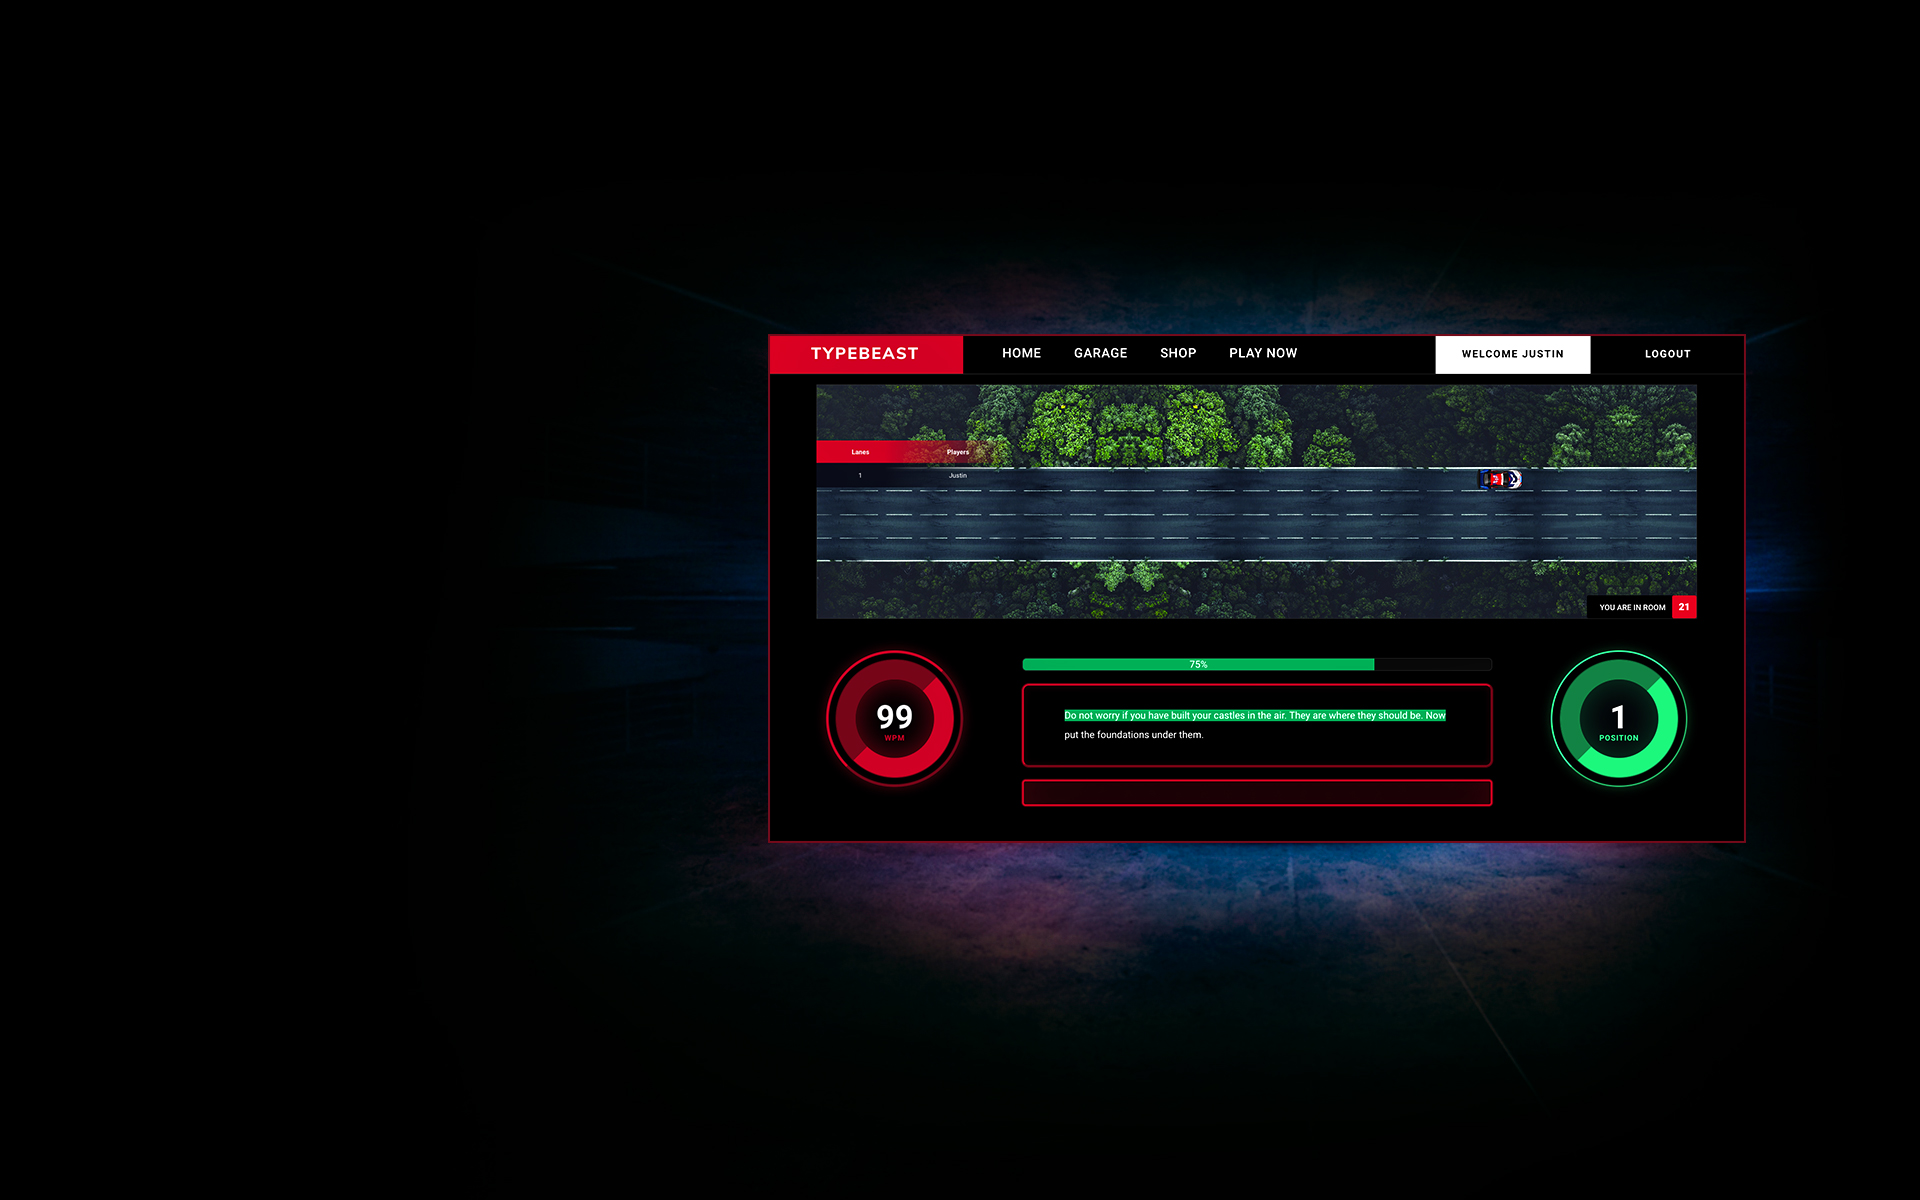 TYPEBEAST HOME GARAGE SHOP PLAY NOW WELCOME JUSTIN LOGOUT
Lanes Players
1 Justin
YOU ARE IN ROOM 21
75%
Do not worry if you have built your castles in the air. They are where they should be. Now
put the foundations under them.
99
WPM
1
POSITION